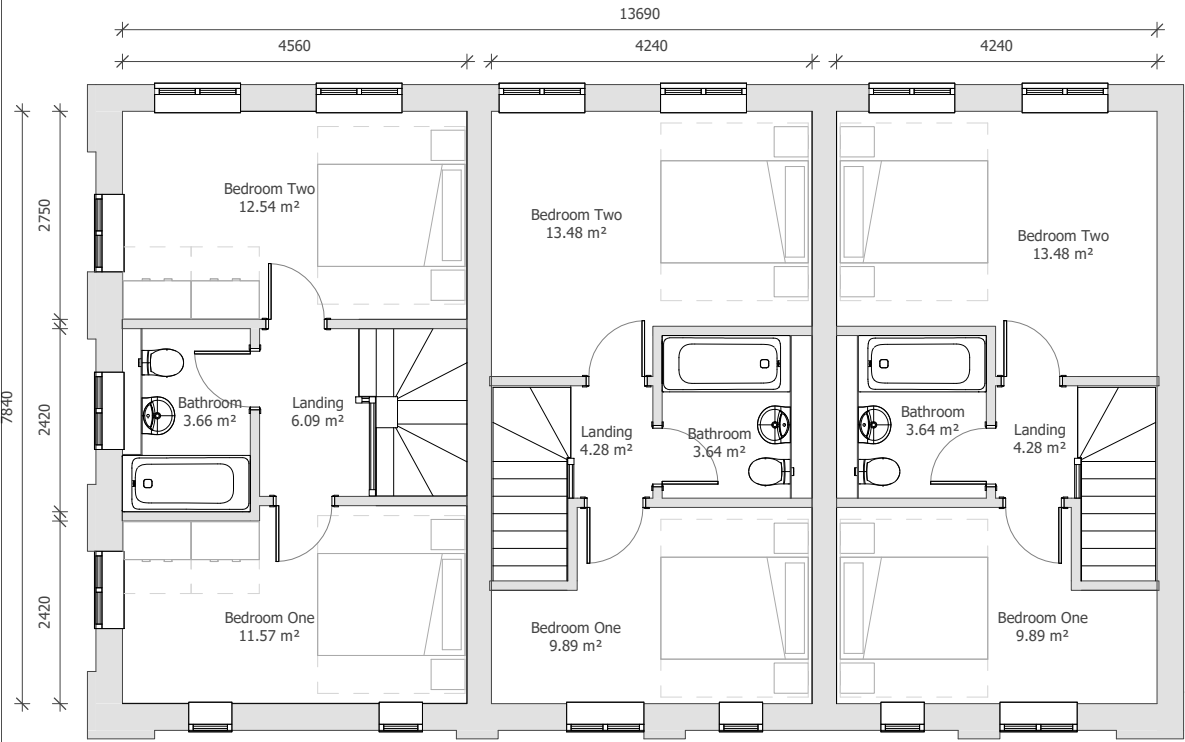 13690
4560
4240
4240
7840
2750
2420
2420
Bedroom Two
12.54 m²
Bedroom Two
13.48 m²
Bedroom Two
13.48 m²
Bathroom
3.66 m²
Landing
6.09 m²
Landing
4.28 m²
Bathroom
3.64 m²
Bathroom
3.64 m²
Landing
4.28 m²
Bedroom One
11.57 m²
Bedroom One
9.89 m²
Bedroom One
9.89 m²